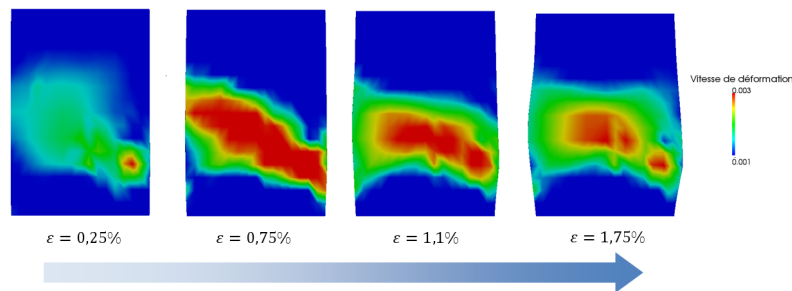 Vitesse de déformation
0.003
0.001
ε = 0,25%
ε = 0,75%
ε = 1,1%
ε = 1,75%